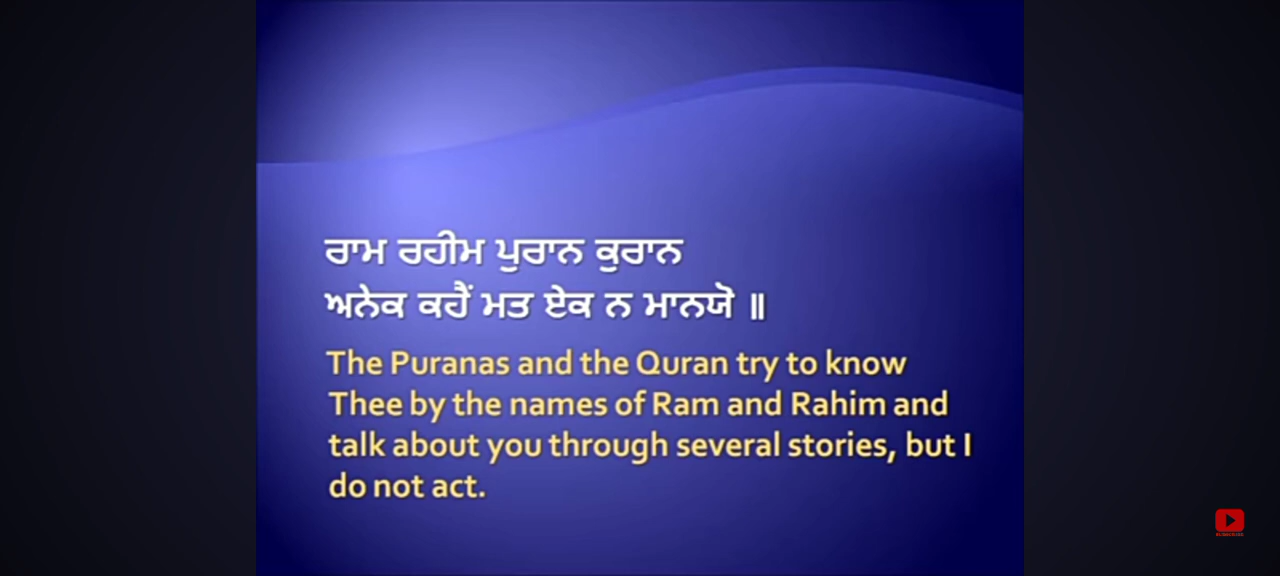 ਰਾਮ ਰਹੀਮ ਪੁਰਾਨ ਕੁਰਾਨ
ਅਨੇਕ ਕਹੈਂ ਮਤ ਏਕ ਨ ਮਾਨਯੋ ॥
The Puranas and the Quran try to know
Thee by the names of Ram and Rahim and
talk about you through several stories, but I
do not act.